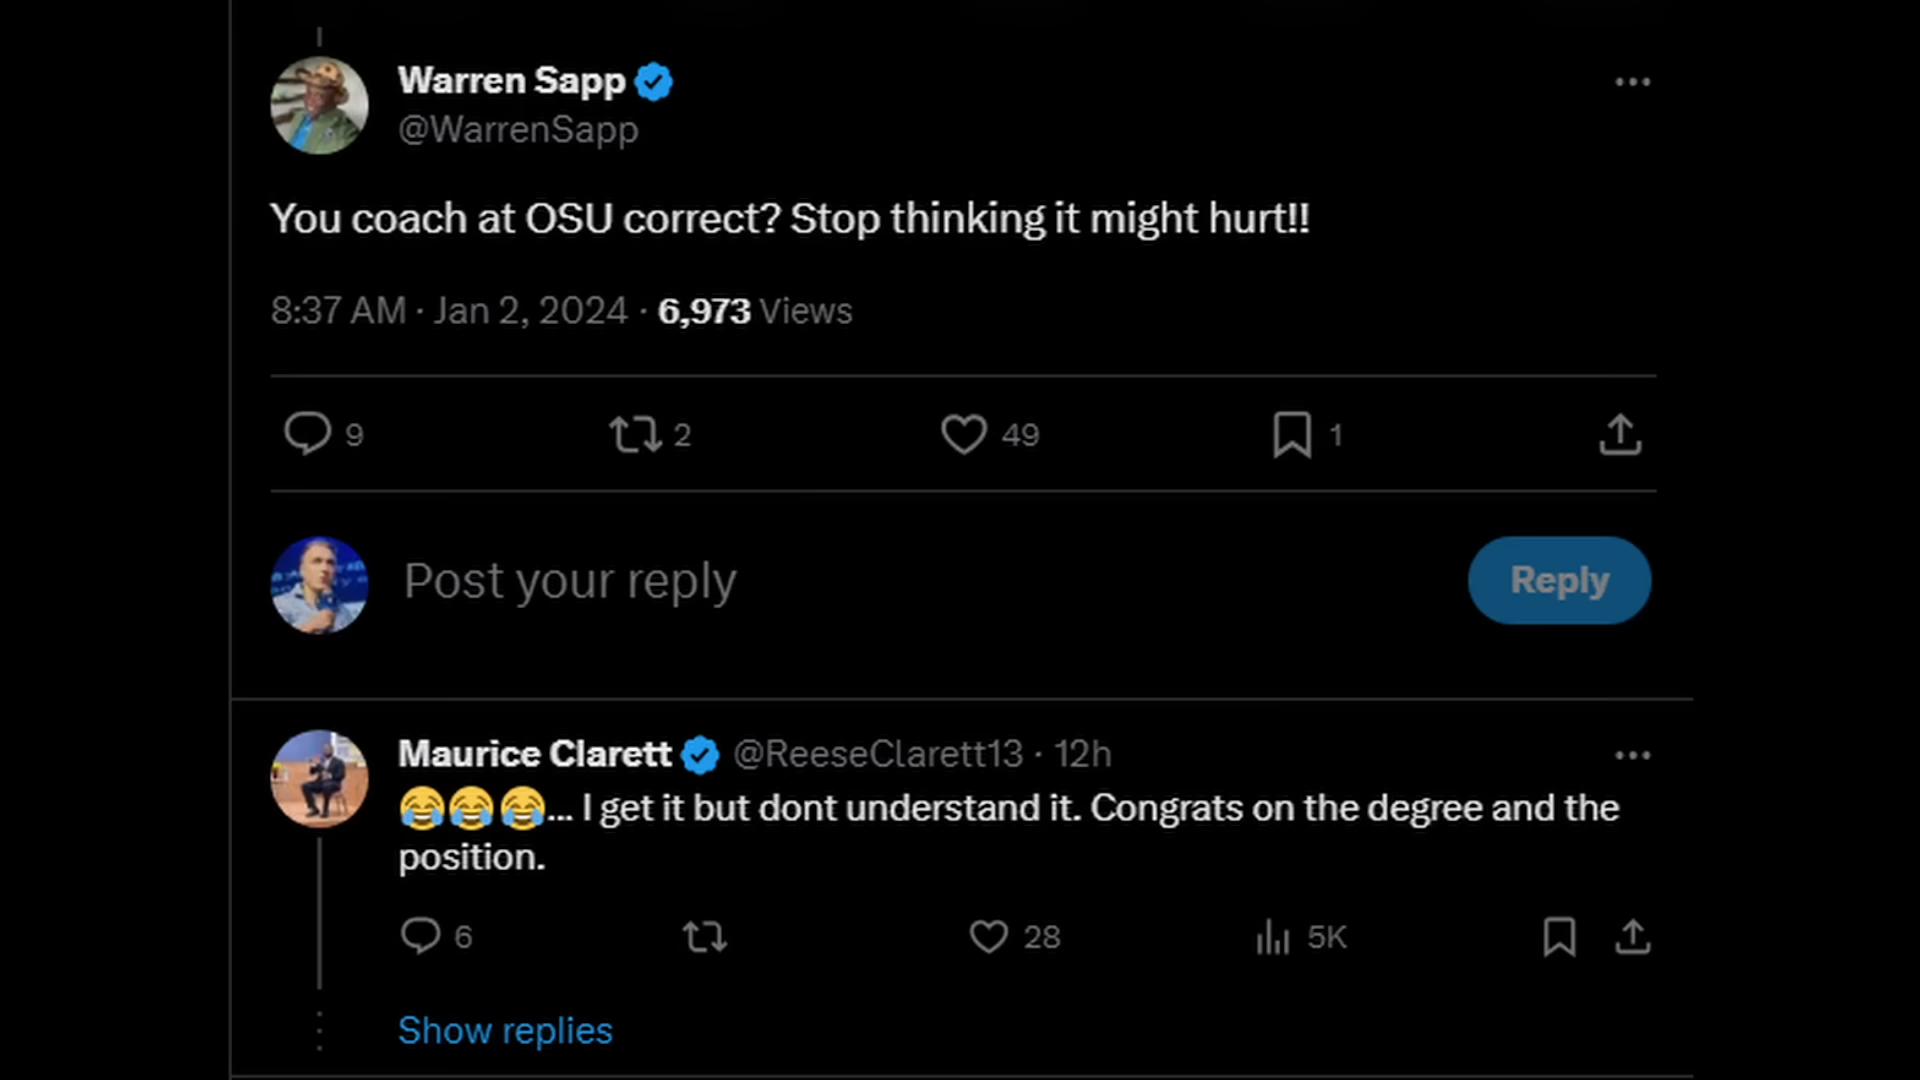 Warren Sapp
@WarrenSapp
You coach at OSU correct? Stop thinking it might hurt!!
8:37 AM · Jan 2, 2024 · 6,973 Views
9 2 49 1
Post your reply Reply
Maurice Clarett @ReeseClarett13 · 12h
😂😂😂... I get it but dont understand it. Congrats on the degree and the
position.
6 28 5K
Show replies